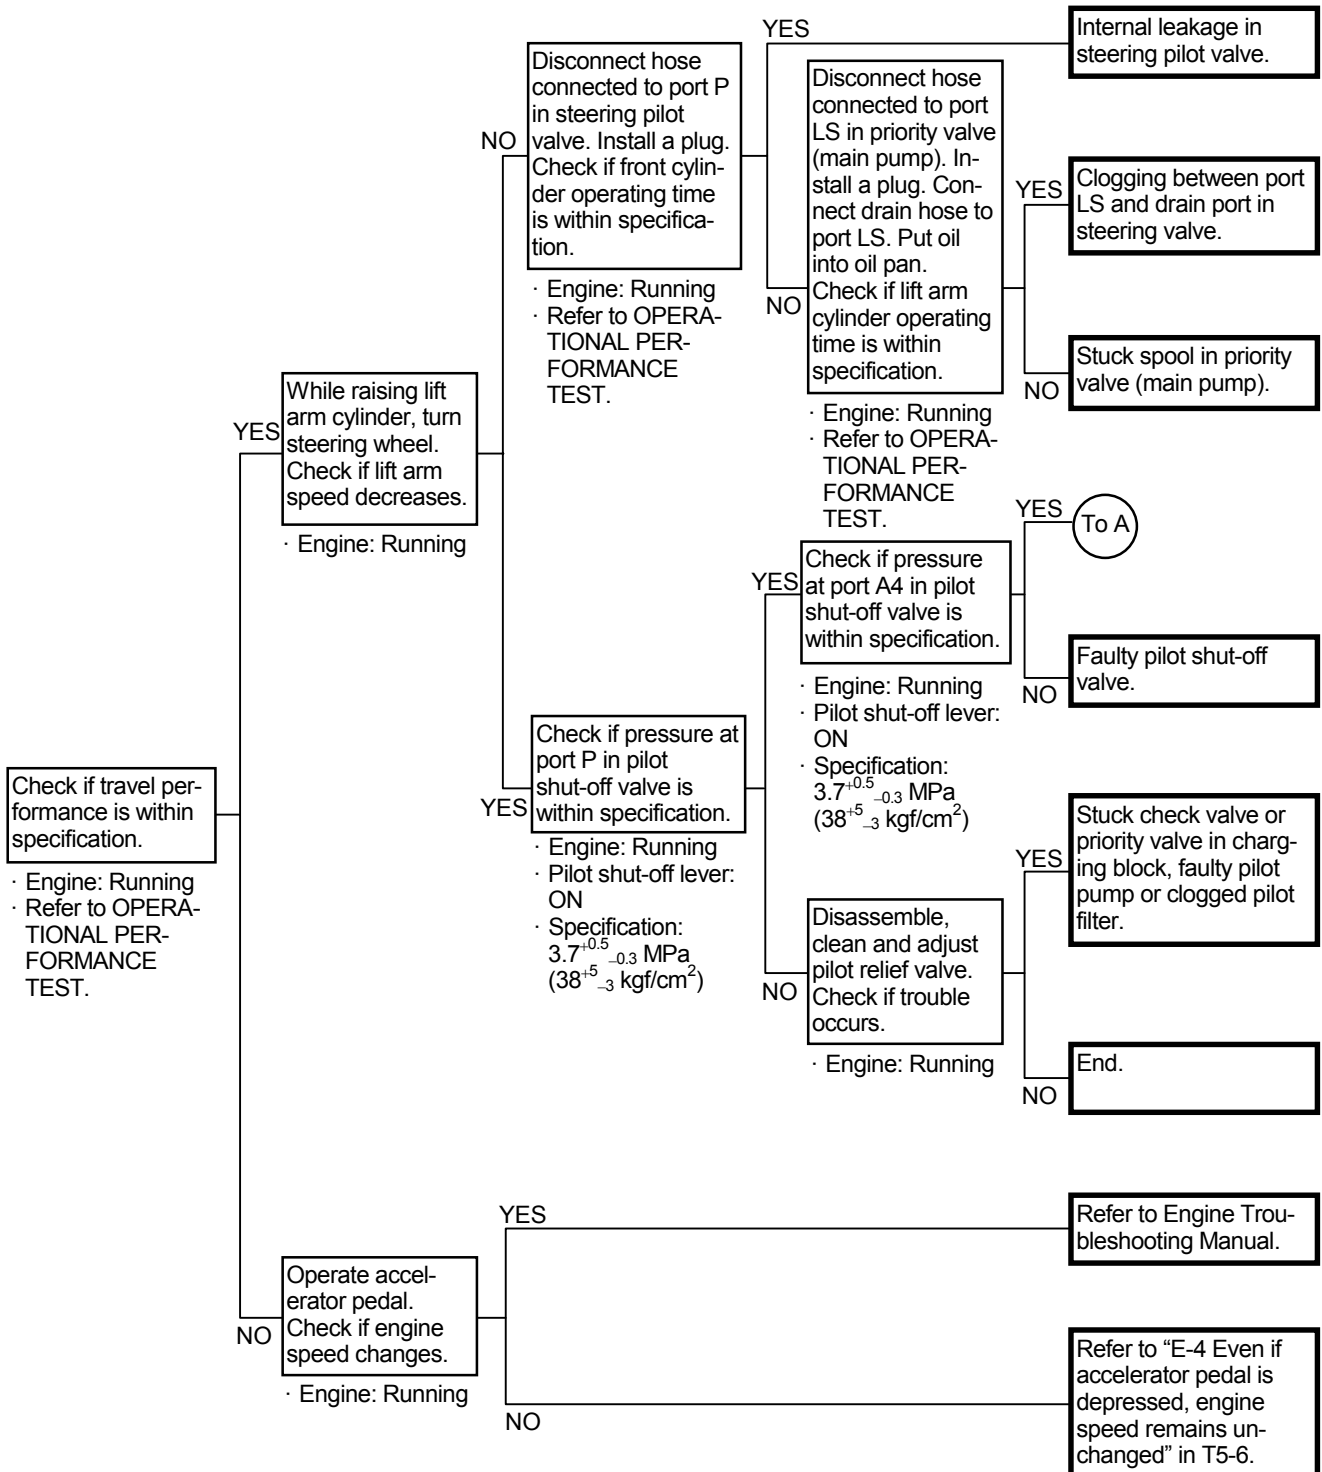 Check if travel per-
formance is within
specification.
· Engine: Running
· Refer to OPERA-
TIONAL PER-
FORMANCE
TEST.
YES
While raising lift
arm cylinder, turn
steering wheel.
Check if lift arm
speed decreases.
· Engine: Running
NO
Disconnect hose
connected to port P
in steering pilot
valve. Install a plug.
Check if front cylin-
der operating time
is within specifica-
tion.
· Engine: Running
· Refer to OPERA-
TIONAL PER-
FORMANCE
TEST.
YES
Internal leakage in
steering pilot valve.
NO
Disconnect hose
connected to port
LS in priority valve
(main pump). In-
stall a plug. Con-
nect drain hose to
port LS. Put oil
into oil pan.
Check if lift arm
cylinder operating
time is within
specification.
· Engine: Running
· Refer to OPERA-
TIONAL PER-
FORMANCE
TEST.
YES
Clogging between port
LS and drain port in
steering valve.
NO
Stuck spool in priority
valve (main pump).
YES
Check if pressure at
port P in pilot
shut-off valve is
within specification.
· Engine: Running
· Pilot shut-off lever:
ON
· Specification:
3.7+0.5 –0.3 MPa
(38+5 –3 kgf/cm2)
YES
Check if pressure
at port A4 in pilot
shut-off valve is
within specification.
· Engine: Running
· Pilot shut-off lever:
ON
· Specification:
3.7+0.5 –0.3 MPa
(38+5 –3 kgf/cm2)
YES
To A
NO
Faulty pilot shut-off
valve.
NO
Disassemble,
clean and adjust
pilot relief valve.
Check if trouble
occurs.
· Engine: Running
YES
Stuck check valve or
priority valve in charg-
ing block, faulty pilot
pump or clogged pilot
filter.
NO
End.
NO
Operate accel-
erator pedal.
Check if engine
speed changes.
· Engine: Running
YES
Refer to Engine Trou-
bleshooting Manual.
NO
Refer to “E-4 Even if
accelerator pedal is
depressed, engine
speed remains un-
changed” in T5-6.